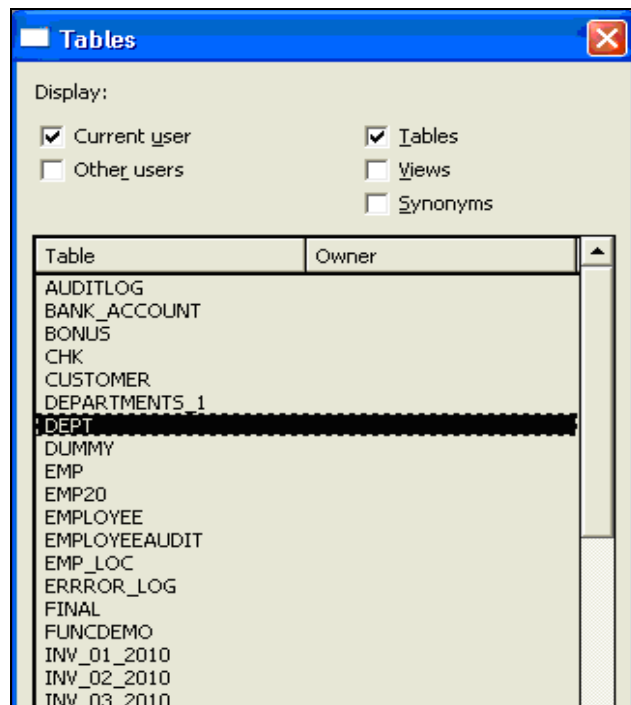 Tables
Display:
Current user
Tables
Other users
Views
Synonyms
Table Owner
AUDITLOG
BANK_ACCOUNT
BONUS
CHK
CUSTOMER
DEPARTMENTS_1
DEPT
DUMMY
EMP
EMP20
EMPLOYEE
EMPLOYEEAUDIT
EMP_LOC
ERRROR_LOG
FINAL
FUNCDEMO
INV_01_2010
INV_02_2010
INV_03_2010